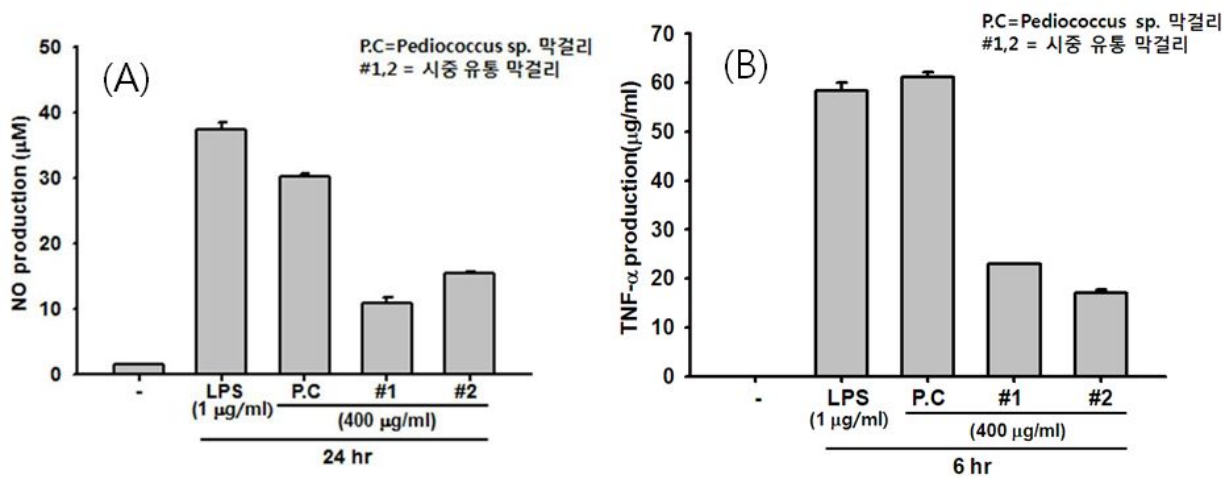 (A)
P.C=Pediococcus sp. 막걸리
#1,2 = 시중 유통 막걸리
NO production (μM)
50
40
30
20
10
0
- LPS P.C #1 #2
(1 μg/ml) (400 μg/ml)
24 hr
(B)
P.C=Pediococcus sp. 막걸리
#1,2 = 시중 유통 막걸리
TNF-α production(μg/ml)
70
60
50
40
30
20
10
0
- LPS P.C #1 #2
(1 μg/ml) (400 μg/ml)
6 hr